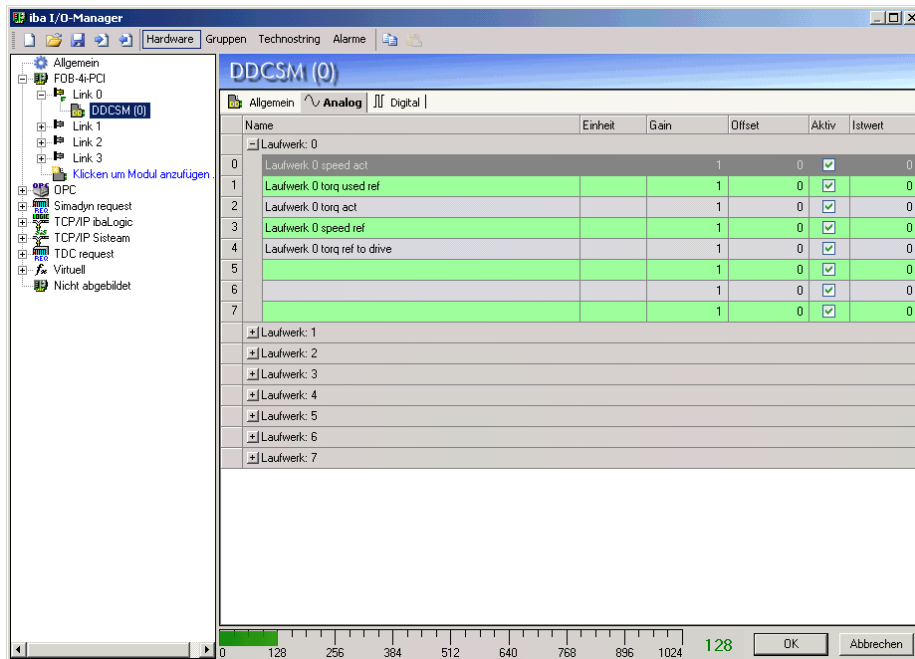 iba I/O-Manager
Hardware Gruppen Technostring Alarme
Allgemein
FOB-4i-PCI
Link 0
DDCSM (0)
Link 1
Link 2
Link 3
Klicken um Modul anzufügen .
OPC
Simadyn request
TCP/IP ibaLogic
TCP/IP Sisteam
TDC request
Virtuell
Nicht abgebildet
DDCSM (0)
Allgemein Analog Digital
Name Einheit Gain Offset Aktiv Istwert
Laufwerk: 0
0 Laufwerk 0 speed act 1 0 0
1 Laufwerk 0 torq used ref 1 0 0
2 Laufwerk 0 torq act 1 0 0
3 Laufwerk 0 speed ref 1 0 0
4 Laufwerk 0 torq ref to drive 1 0 0
5 1 0 0
6 1 0 0
7 1 0 0
Laufwerk: 1
Laufwerk: 2
Laufwerk: 3
Laufwerk: 4
Laufwerk: 5
Laufwerk: 6
Laufwerk: 7
0 128 256 384 512 640 768 896 1024 128 OK Abbrechen